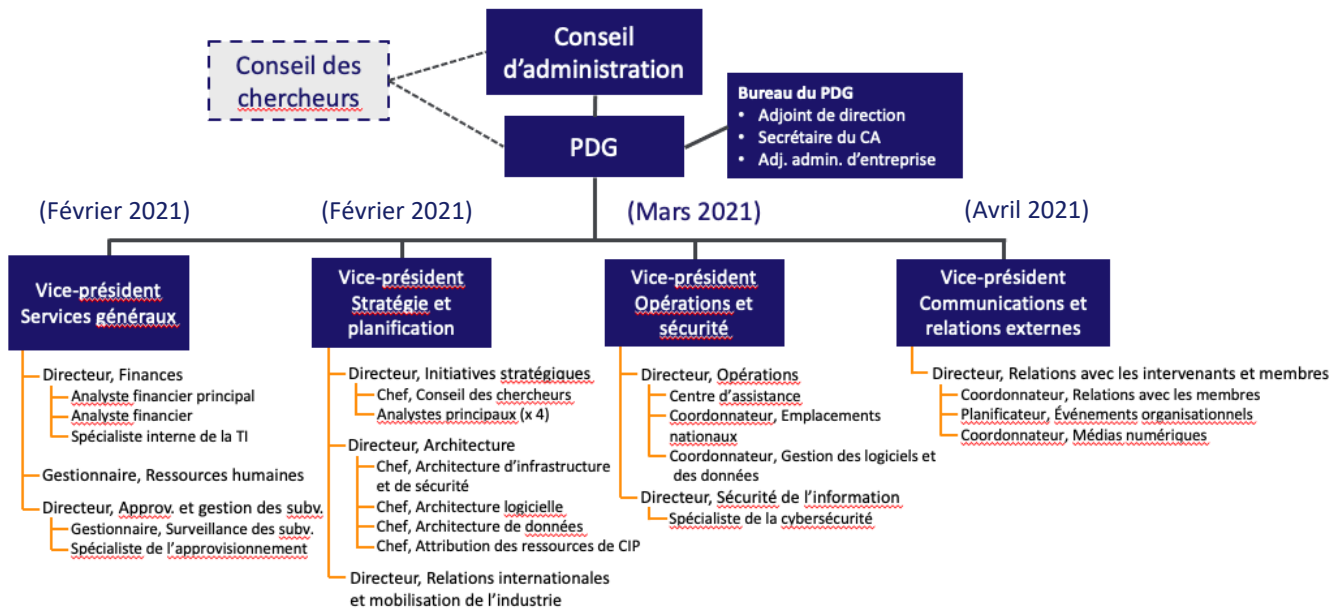 Conseil
d’administration
Conseil des
chercheurs
Bureau du PDG
• Adjoint de direction
• Secrétaire du CA
• Adj. admin. d’entreprise
PDG
(Février 2021)
(Février 2021)
(Mars 2021)
(Avril 2021)
Vice-président
Services généraux
Directeur, Finances
Analyste financier principal
Analyste financier
Spécialiste interne de la TI
Gestionnaire, Ressources humaines
Directeur, Approv. et gestion des subv.
Gestionnaire, Surveillance des subv.
Spécialiste de l’approvisionnement
Vice-président
Stratégie et
planification
Directeur, Initiatives stratégiques
Chef, Conseil des chercheurs
Analystes principaux (x 4)
Directeur, Architecture
Chef, Architecture d’infrastructure
et de sécurité
Chef, Architecture logicielle
Chef, Architecture de données
Chef, Attribution des ressources de CIP
Directeur, Relations internationales
et mobilisation de l’industrie
Vice-président
Opérations et
sécurité
Directeur, Opérations
Centre d’assistance
Coordonnateur, Emplacements
nationaux
Coordonnateur, Gestion des logiciels et
des données
Directeur, Sécurité de l’information
Spécialiste de la cybersécurité
Vice-président
Communications et
relations externes
Directeur, Relations avec les intervenants et membres
Coordonnateur, Relations avec les membres
Planificateur, Événements organisationnels
Coordonnateur, Médias numériques